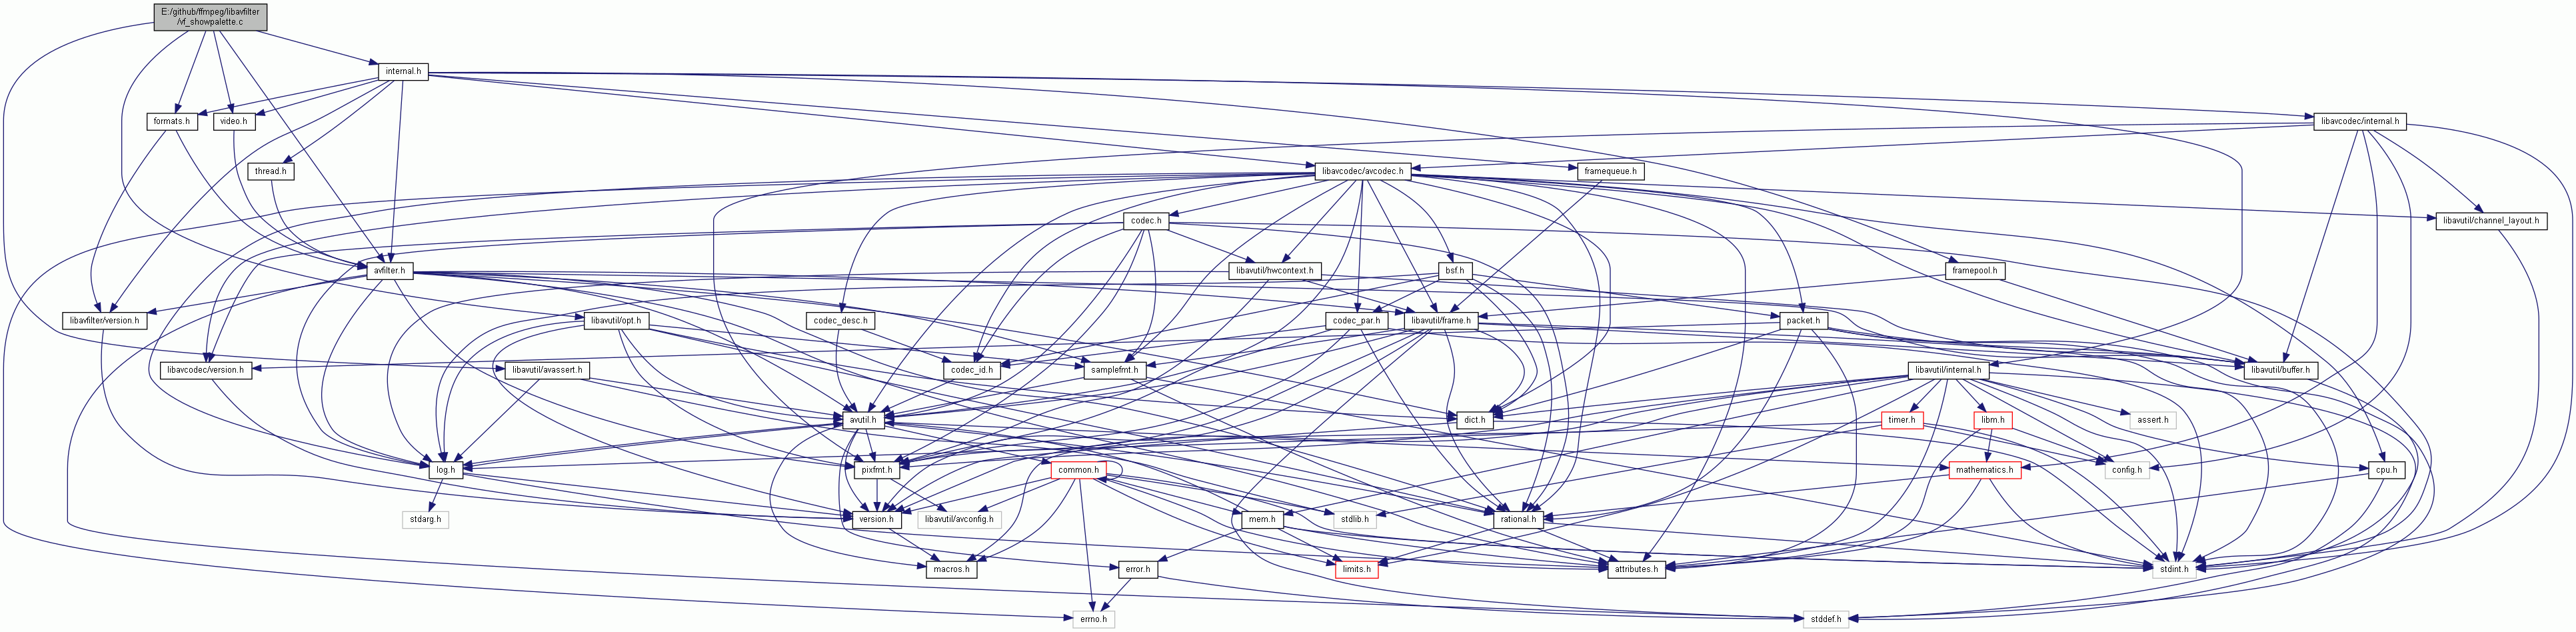 E:/github/ffmpeg/libavfilter
/vf_showpalette.c
internal.h
formats.h
video.h
libavcodec/internal.h
thread.h
libavcodec/avcodec.h
framequeue.h
codec.h
libavutil/channel_layout.h
avfilter.h
libavutil/hwcontext.h
bsf.h
framepool.h
libavfilter/version.h
libavutil/opt.h
codec_desc.h
codec_par.h
libavutil/frame.h
packet.h
libavcodec/version.h
libavutil/avassert.h
codec_id.h
samplefmt.h
libavutil/internal.h
libavutil/buffer.h
avutil.h
dict.h
timer.h
libm.h
assert.h
log.h
pixfmt.h
common.h
mathematics.h
config.h
cpu.h
stdarg.h
version.h
libavutil/avconfig.h
mem.h
stdlib.h
rational.h
macros.h
error.h
limits.h
attributes.h
stdint.h
errno.h
stddef.h